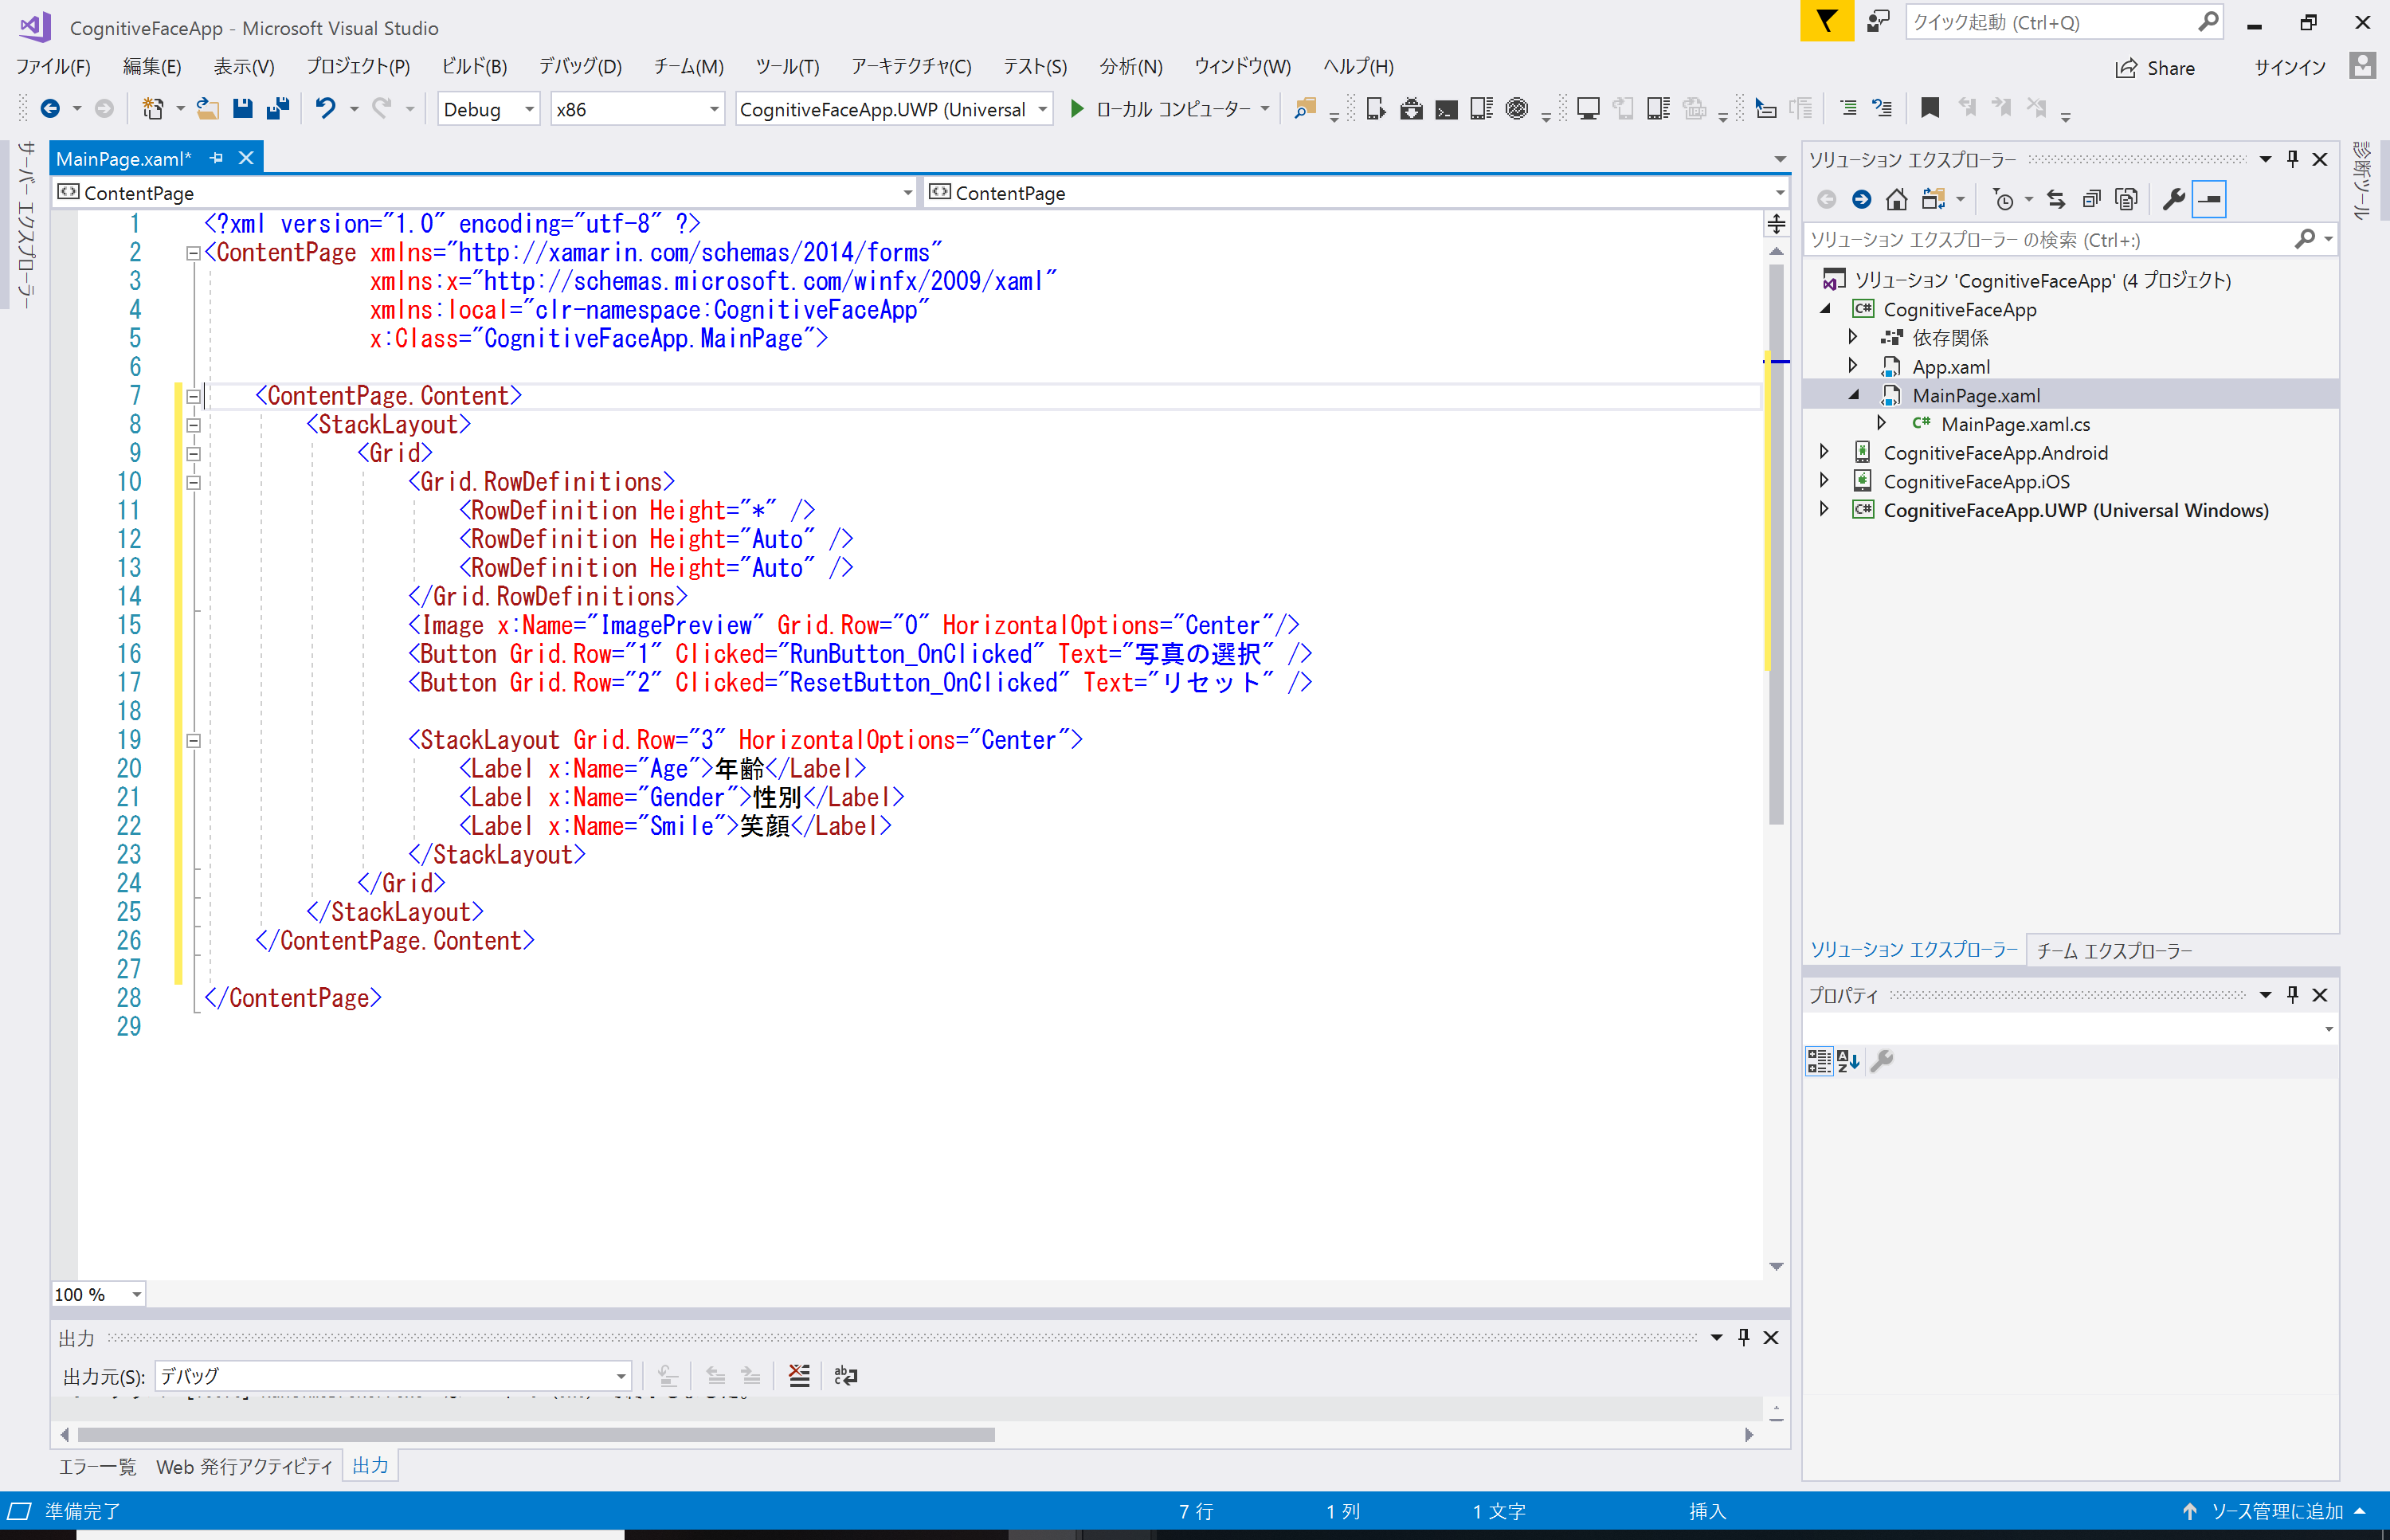 CognitiveFaceApp - Microsoft Visual Studio
クイック起動 (Ctrl+Q)
ファイル(F) 編集(E) 表示(V) プロジェクト(P) ビルド(B) デバッグ(D) チーム(M) ツール(T) アーキテクチャ(C) テスト(S) 分析(N) ウィンドウ(W) ヘルプ(H)
Share サインイン
Debug x86 CognitiveFaceApp.UWP (Universal ローカル コンピューター
サーバー エクスプローラー
MainPage.xaml*
ContentPage ContentPage
1 <?xml version="1.0" encoding="utf-8" ?>
2 <ContentPage xmlns="http://xamarin.com/schemas/2014/forms"
3 xmlns:x="http://schemas.microsoft.com/winfx/2009/xaml"
4 xmlns:local="clr-namespace:CognitiveFaceApp"
5 x:Class="CognitiveFaceApp.MainPage">
6
7 <ContentPage.Content>
8 <StackLayout>
9 <Grid>
10 <Grid.RowDefinitions>
11 <RowDefinition Height="*" />
12 <RowDefinition Height="Auto" />
13 <RowDefinition Height="Auto" />
14 </Grid.RowDefinitions>
15 <Image x:Name="ImagePreview" Grid.Row="0" HorizontalOptions="Center"/>
16 <Button Grid.Row="1" Clicked="RunButton_OnClicked" Text="写真の選択" />
17 <Button Grid.Row="2" Clicked="ResetButton_OnClicked" Text="リセット" />
18
19 <StackLayout Grid.Row="3" HorizontalOptions="Center">
20 <Label x:Name="Age">年齢</Label>
21 <Label x:Name="Gender">性別</Label>
22 <Label x:Name="Smile">笑顔</Label>
23 </StackLayout>
24 </Grid>
25 </StackLayout>
26 </ContentPage.Content>
27
28 </ContentPage>
29
100 %
出力
出力元(S): デバッグ
エラー一覧 Web 発行アクティビティ 出力
ソリューション エクスプローラー
ソリューション エクスプローラー の検索 (Ctrl+:)
ソリューション 'CognitiveFaceApp' (4 プロジェクト)
CognitiveFaceApp
依存関係
App.xaml
MainPage.xaml
MainPage.xaml.cs
CognitiveFaceApp.Android
CognitiveFaceApp.iOS
CognitiveFaceApp.UWP (Universal Windows)
ソリューション エクスプローラー チーム エクスプローラー
プロパティ
診断ツール
準備完了 7 行 1 列 1 文字 挿入 ソース管理に追加